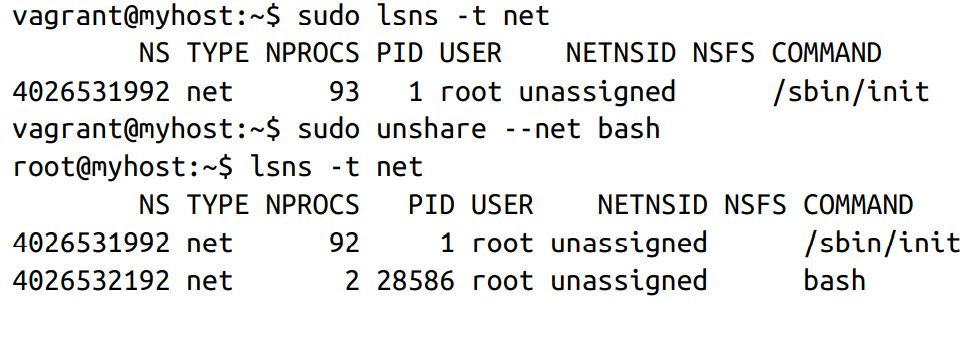 vagrant@myhost:~$ sudo lsns -t net
        NS TYPE NPROCS PID USER    NETNSID NSFS COMMAND
4026531992 net      93   1 root unassigned      /sbin/init
vagrant@myhost:~$ sudo unshare --net bash
root@myhost:~$ lsns -t net
        NS TYPE NPROCS   PID USER    NETNSID NSFS COMMAND
4026531992 net      92     1 root unassigned      /sbin/init
4026532192 net       2 28586 root unassigned      bash